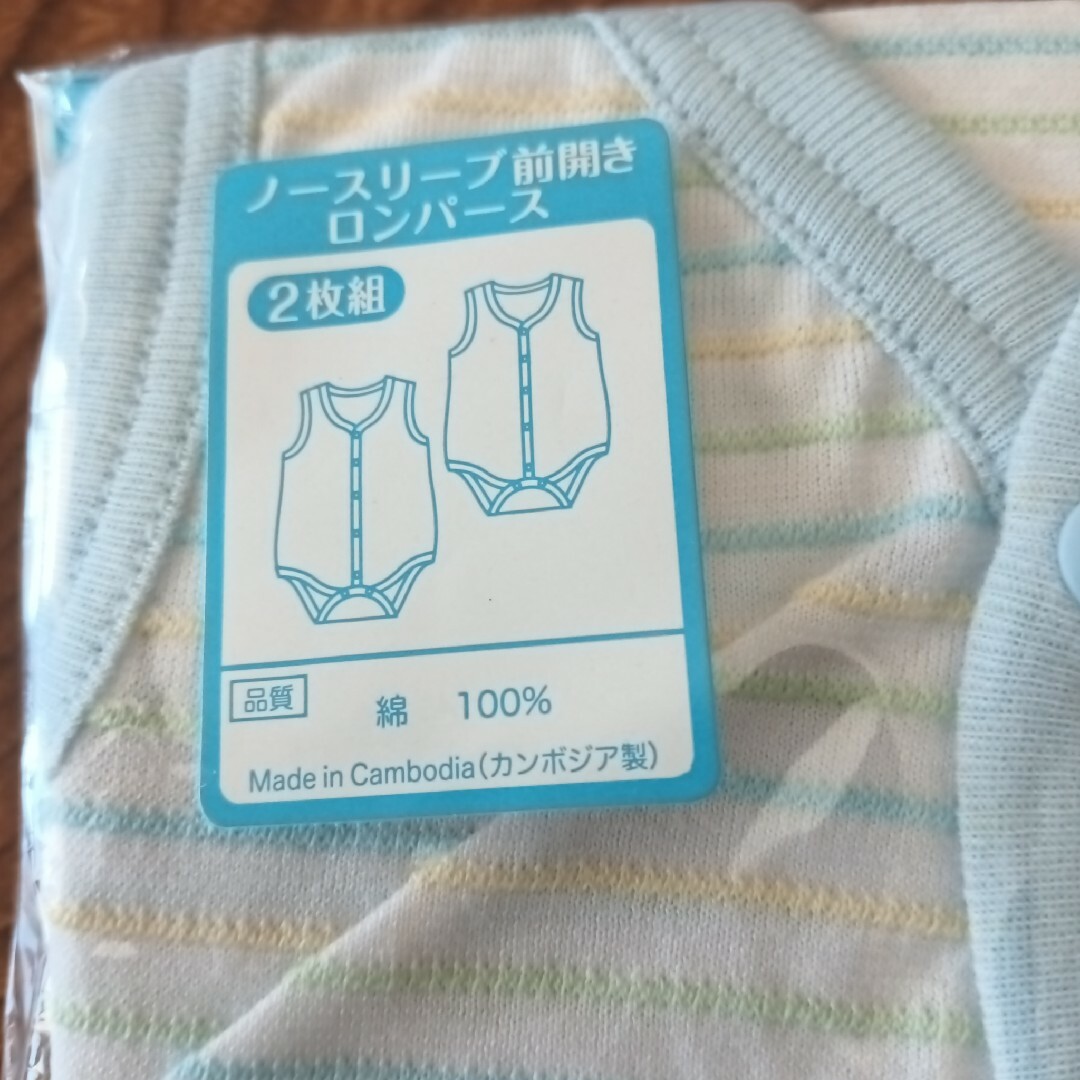 ノースリーブ前開き
ロンパース
2枚組
品質 綿 100%
Made in Cambodia(カンボジア製)